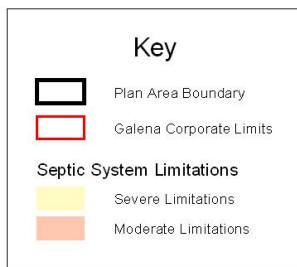 Key
Plan Area Boundary
Galena Corporate Limits
Septic System Limitations
Severe Limitations
Moderate Limitations